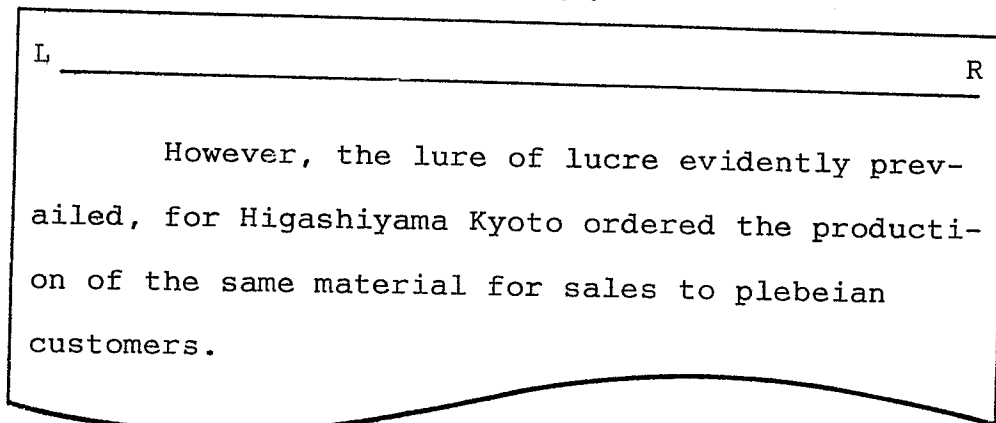 L R
However, the lure of lucre evidently prev-
ailed, for Higashiyama Kyoto ordered the producti-
on of the same material for sales to plebeian
customers.